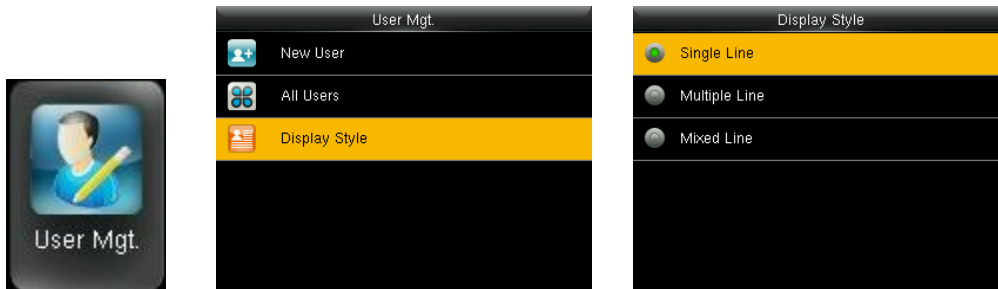 User Mgt.
User Mgt.
New User
All Users
Display Style
Display Style
Single Line
Multiple Line
Mixed Line